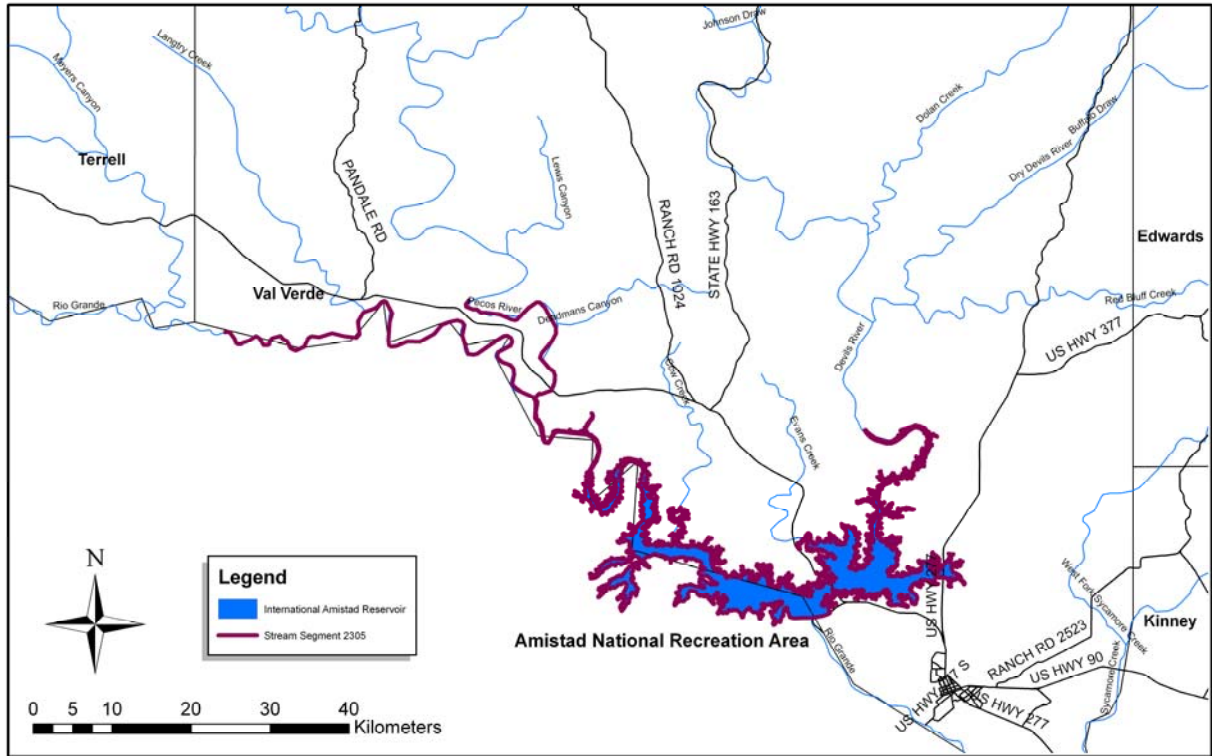 Johnson Draw
Langtry Creek
Meyers Canyon
Dolan Creek
Buffalo Draw
Terrell
PANDALE RD
Lewis Canyon
Dry Devils River
RANCH RD 1024
STATE HWY 163
Edwards
Val Verde
Rio Grande
Pecos River
Deadmans Canyon
Red Bluff Creek
Devils River
US HWY 377
Cow Creek
Evans Creek
N
Legend
International Amistad Reservoir
Stream Segment 2305
US HWY 277
West Fork Sycamore Creek
Kinney
Amistad National Recreation Area
Rio Grande
RANCH RD 2523
US HWY 90
Sycamore Creek
US HWY 277 S
US HWY 277
0 5 10 20 30 40
Kilometers